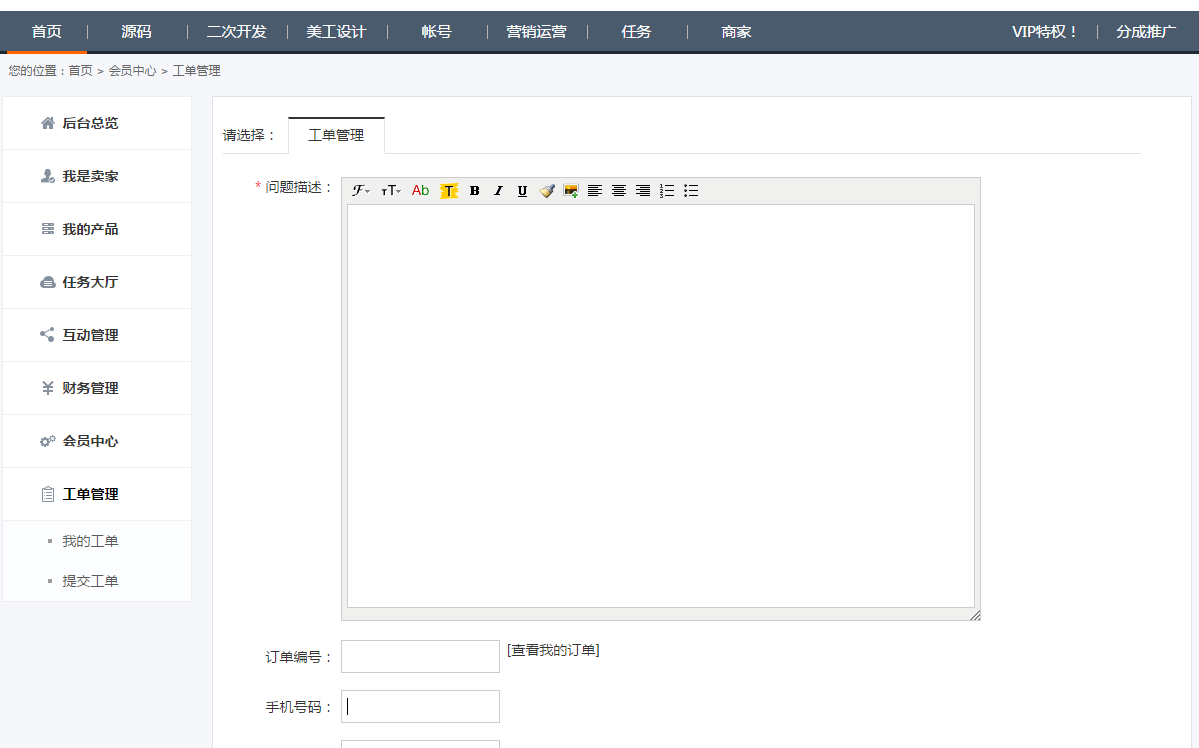 首页 源码 二次开发 美工设计 帐号 营销运营 任务 商家 VIP特权！ 分成推广
您的位置：首页 > 会员中心 > 工单管理
后台总览
我是卖家
我的产品
任务大厅
互动管理
财务管理
会员中心
工单管理
我的工单
提交工单
请选择： 工单管理
* 问题描述： F TT Ab T B I U
订单编号： [查看我的订单]
手机号码：